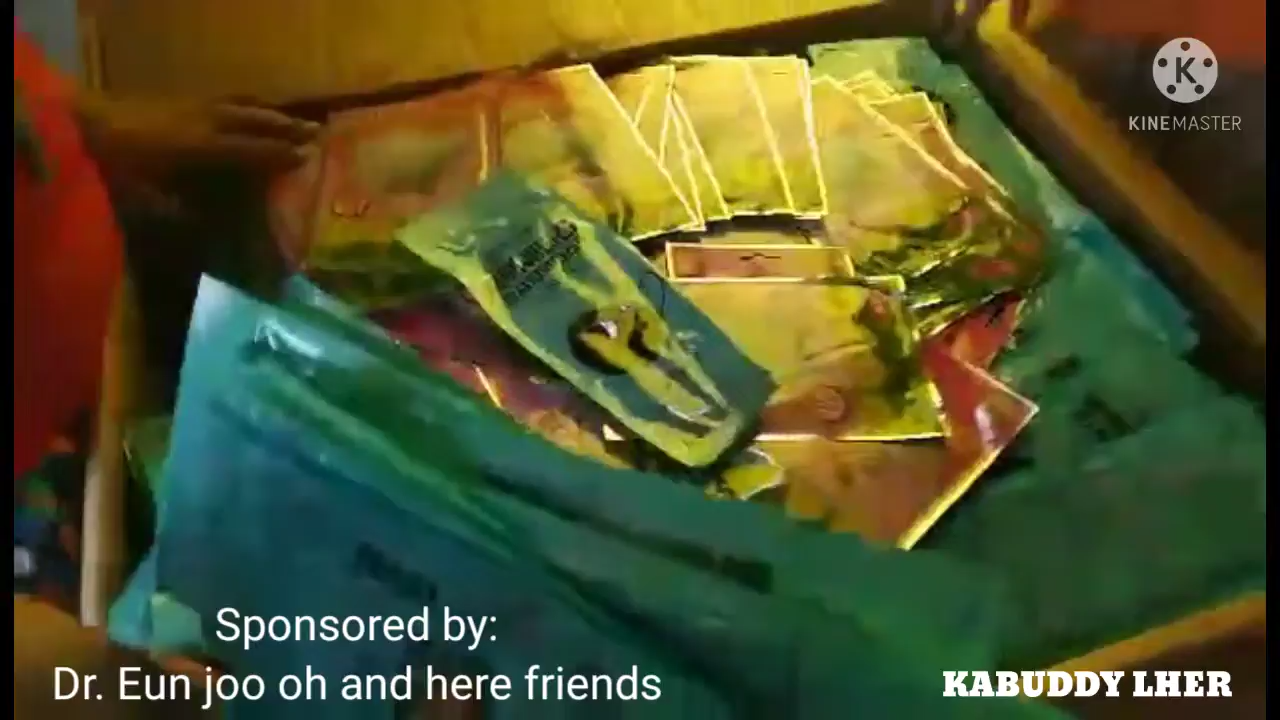 K
KINEMASTER
Sponsored by:
Dr. Eun joo oh and here friends
KABUDDY LHER